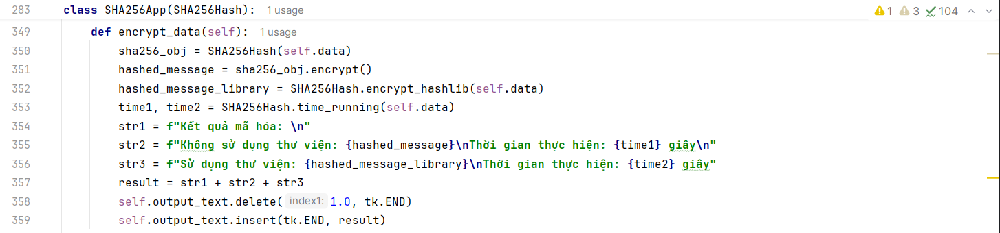 283 class SHA256App(SHA256Hash): 1 usage 1 3 104
349 def encrypt_data(self): 1 usage
350 sha256_obj = SHA256Hash(self.data)
351 hashed_message = sha256_obj.encrypt()
352 hashed_message_library = SHA256Hash.encrypt_hashlib(self.data)
353 time1, time2 = SHA256Hash.time_running(self.data)
354 str1 = f"Kết quả mã hóa: \n"
355 str2 = f"Không sử dụng thư viện: {hashed_message}\nThời gian thực hiện: {time1} giây\n"
356 str3 = f"Sử dụng thư viện: {hashed_message_library}\nThời gian thực hiện: {time2} giây"
357 result = str1 + str2 + str3
358 self.output_text.delete( index1: 1.0, tk.END)
359 self.output_text.insert(tk.END, result)